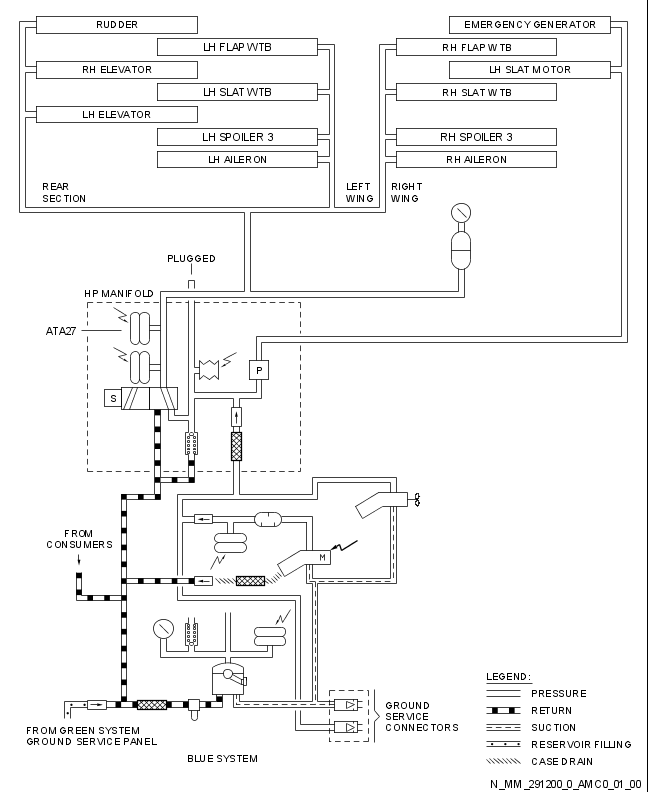 RUDDER
EMERGENCY GENERATOR
LH FLAP WTB
RH FLAP WTB
RH ELEVATOR
LH SLAT MOTOR
LH SLAT WTB
RH SLAT WTB
LH ELEVATOR
LH SPOILER 3
RH SPOILER 3
LH AILERON
RH AILERON
REAR
SECTION
LEFT
WING
RIGHT
WING
PLUGGED
HP MANIFOLD
ATA27
P
S
FROM
CONSUMERS
M
GROUND
SERVICE
CONNECTORS
FROM GREEN SYSTEM
GROUND SERVICE PANEL
BLUE SYSTEM
LEGEND:
PRESSURE
RETURN
SUCTION
RESERVOIR FILLING
CASE DRAIN
N_MM_291200_0_AMC0_01_00